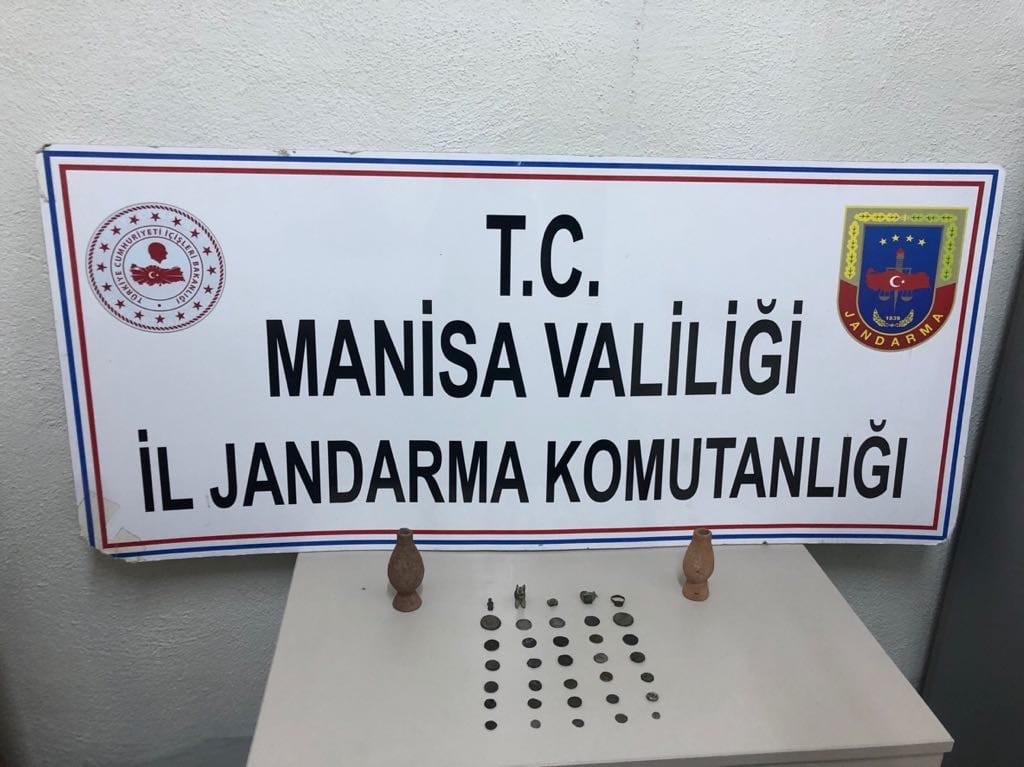 T.C.
MANİSA VALİLİĞİ
İL JANDARMA KOMUTANLIĞI
TÜRKİYE CUMHURİYETİ İÇİŞLERİ BAKANLIĞI
1839
JANDARMA